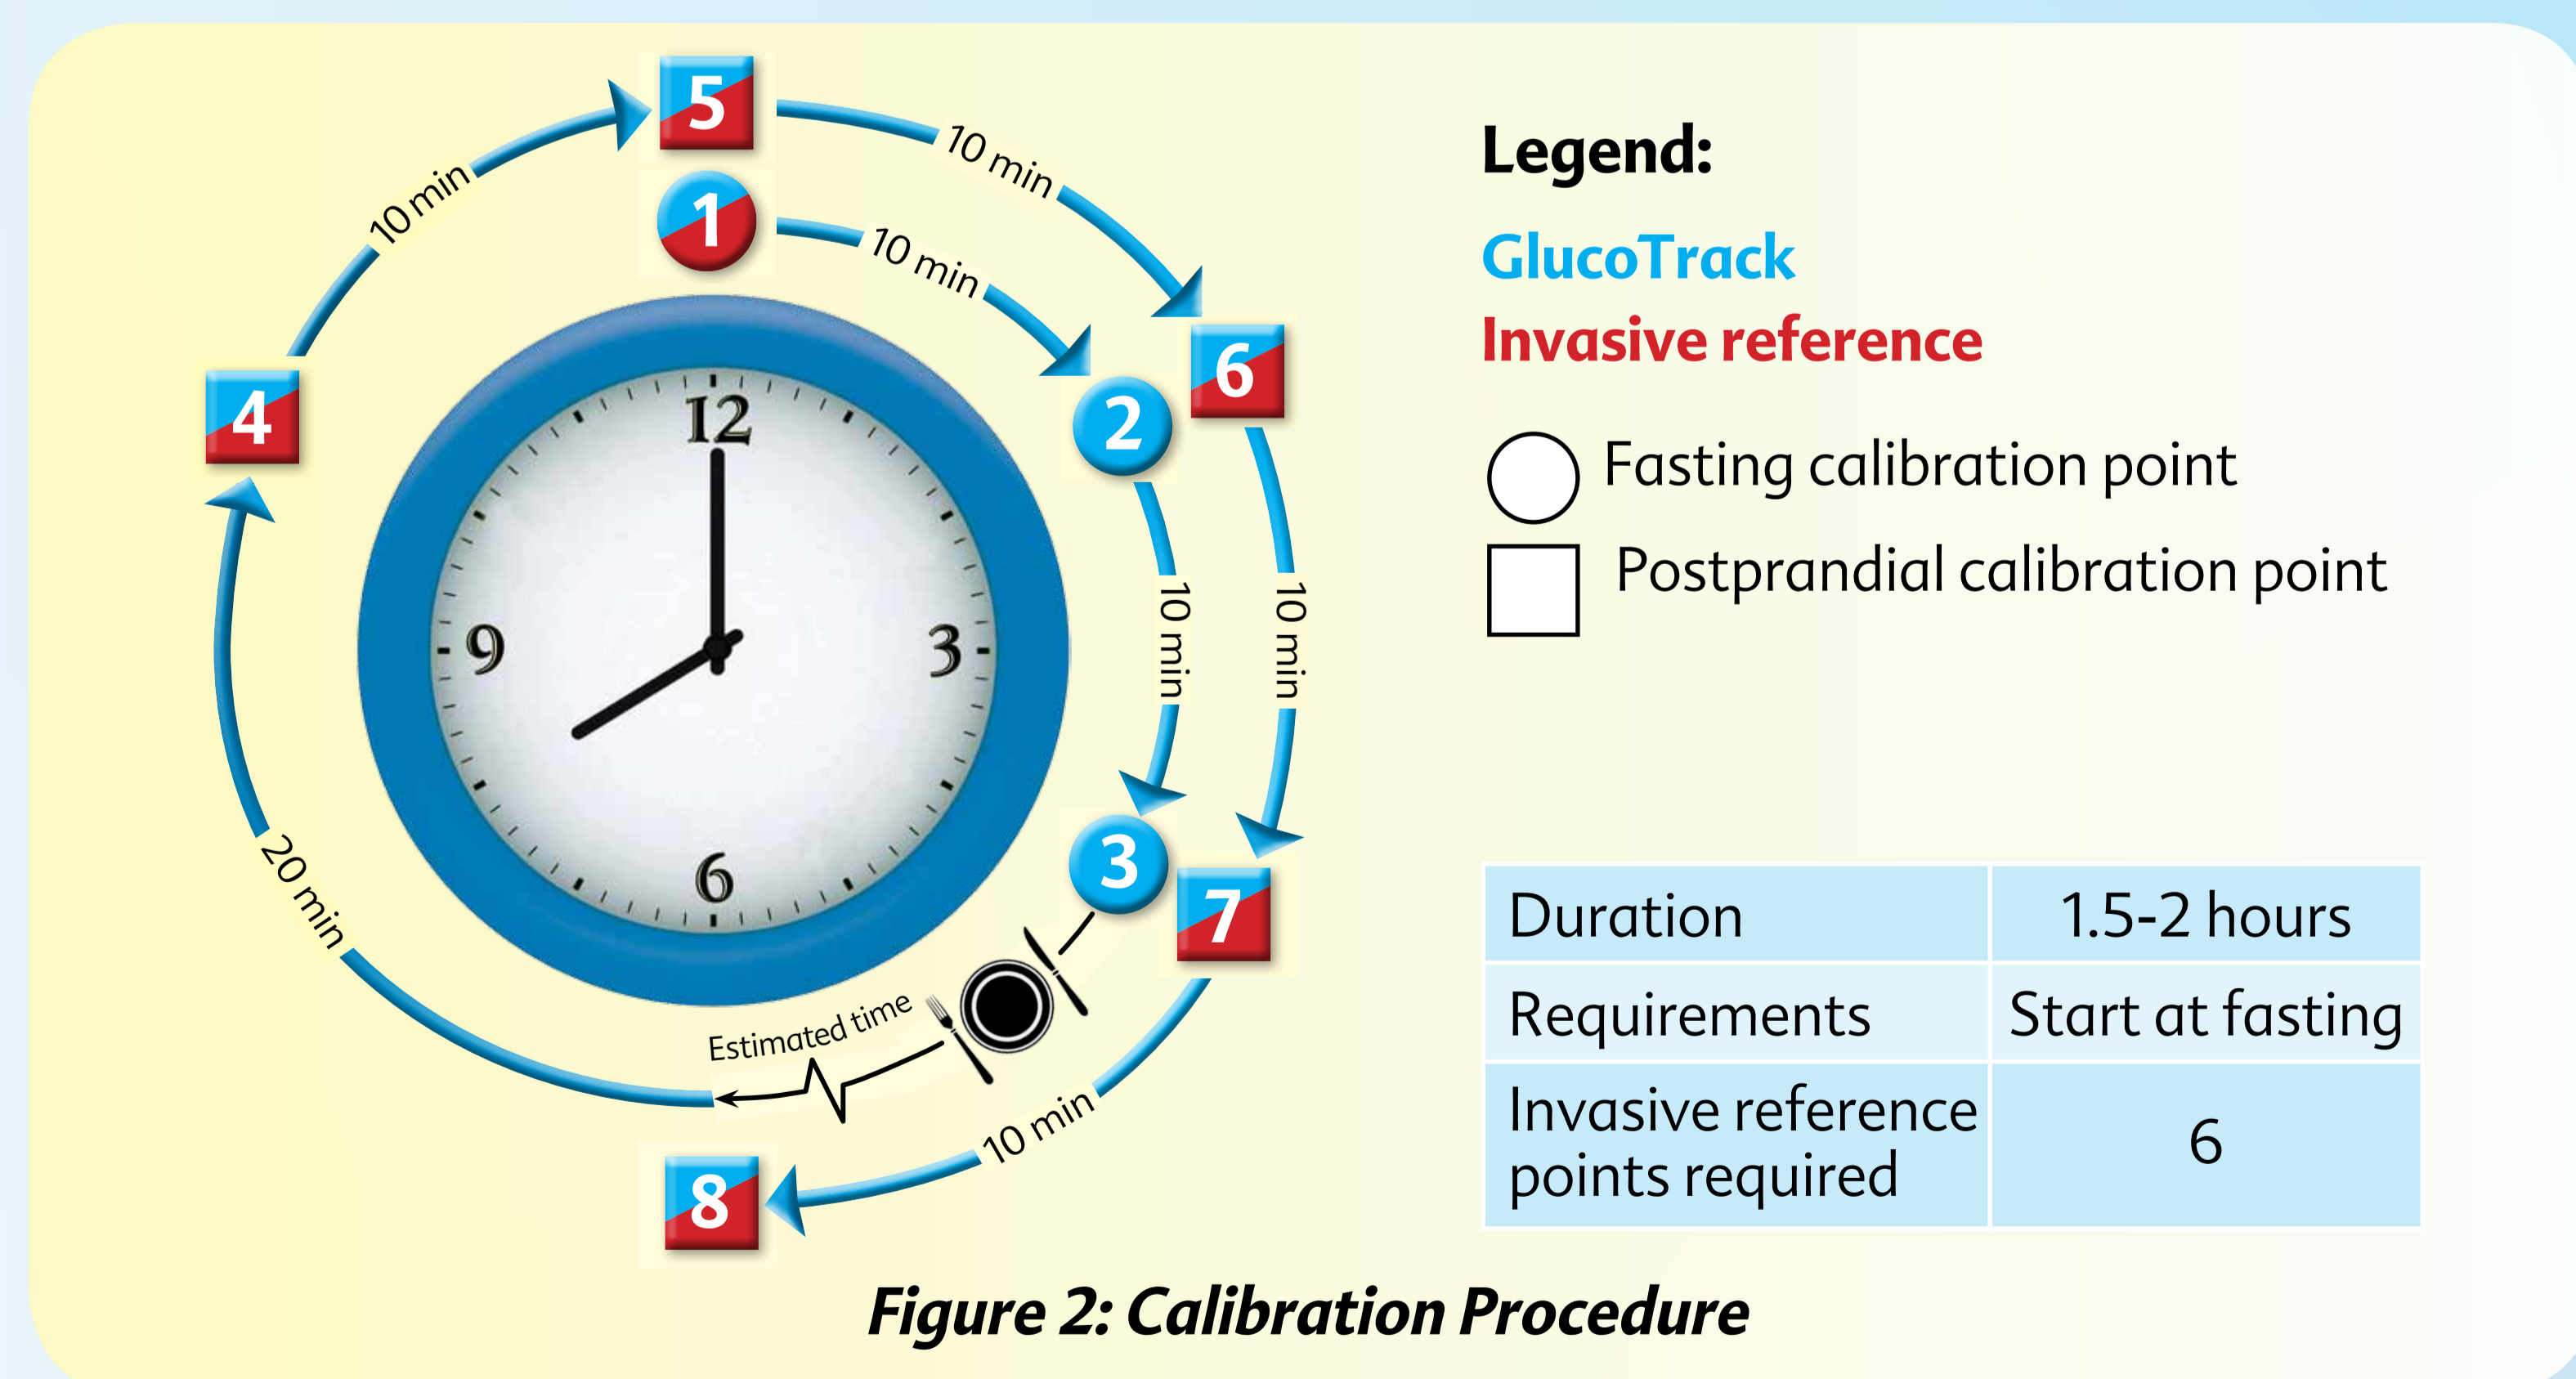 5
10 min
10 min
1
10 min
10 min
6
4
2
12
9
3
10 min
10 min
6
3
7
20 min
Estimated time
10 min
8
Legend:
GlucoTrack
Invasive reference
Fasting calibration point
Postprandial calibration point
Duration 1.5-2 hours
Requirements Start at fasting
Invasive reference
points required 6
Figure 2: Calibration Procedure